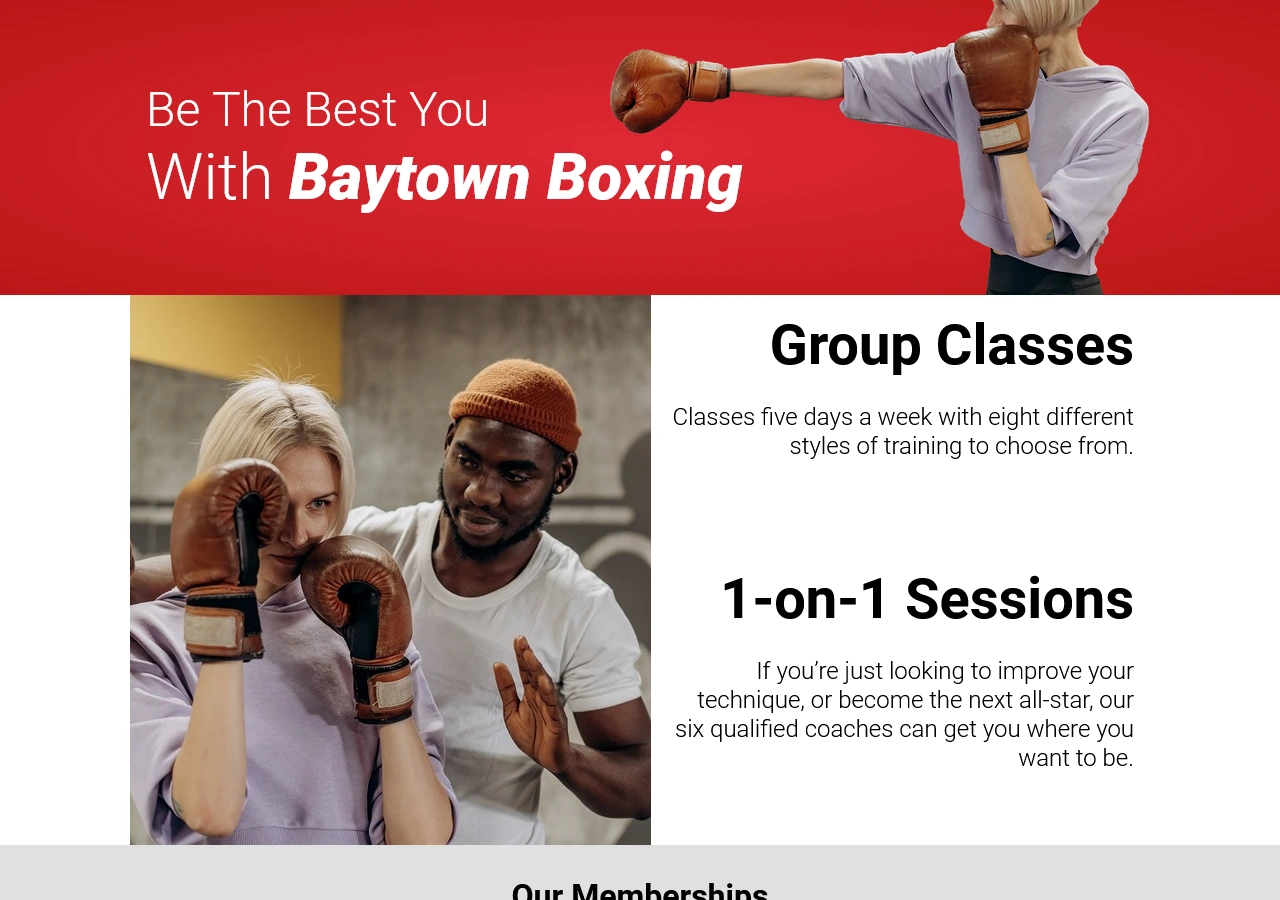 Be The Best You
With Baytown Boxing
Group Classes
Classes five days a week with eight different
styles of training to choose from.
1-on-1 Sessions
If you’re just looking to improve your
technique, or become the next all-star, our
six qualified coaches can get you where you
want to be.
Our Memberships